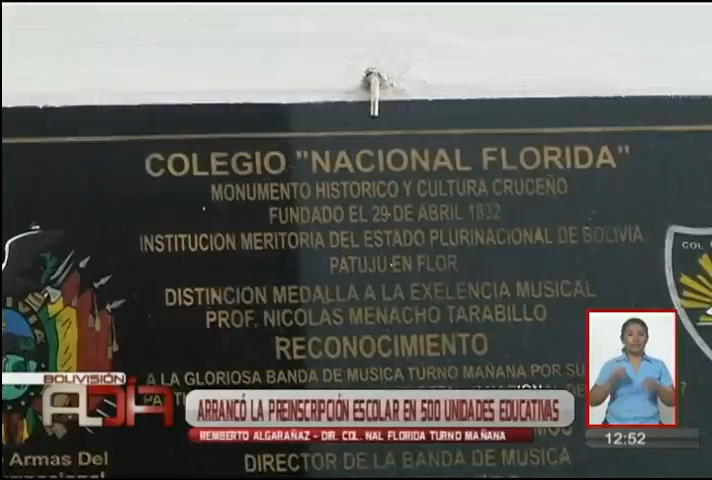 COLEGIO "NACIONAL FLORIDA"
MONUMENTO HISTORICO Y CULTURA CRUCEÑO
FUNDADO EL 29 DE ABRIL 1832
INSTITUCION MERITORIA DEL ESTADO PLURINACIONAL DE BOLIVIA
PATUJU EN FLOR
DISTINCION MEDALLA A LA EXELENCIA MUSICAL
PROF. NICOLAS MENACHO TARABILLO
RECONOCIMIENTO
A LA GLORIOSA BANDA DE MUSICA TURNO MAÑANA POR SU
DIRECTOR DE LA BANDA DE MUSICA
COL
Armas Del
BOLIVISIÓN
ALDÍA
ARRANCÓ LA PREINSCRIPCIÓN ESCOLAR EN 500 UNIDADES EDUCATIVAS
REMBERTO ALGARAÑAZ - DIR. COL. NAL FLORIDA TURNO MAÑANA
12:52